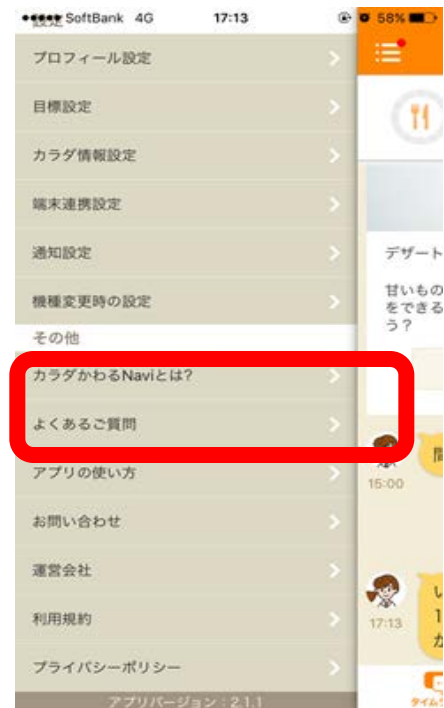 SoftBank 4G 17:13 58%
プロフィール設定
目標設定
カラダ情報設定
端末連携設定
通知設定
機種変更時の設定
その他
カラダかわるNaviとは?
よくあるご質問
アプリの使い方
お問い合わせ
運営会社
利用規約
プライバシーポリシー
アプリバージョン:2.1.1
デザート
甘いもの
をできる
う?
15:00
17:13
い
1
か